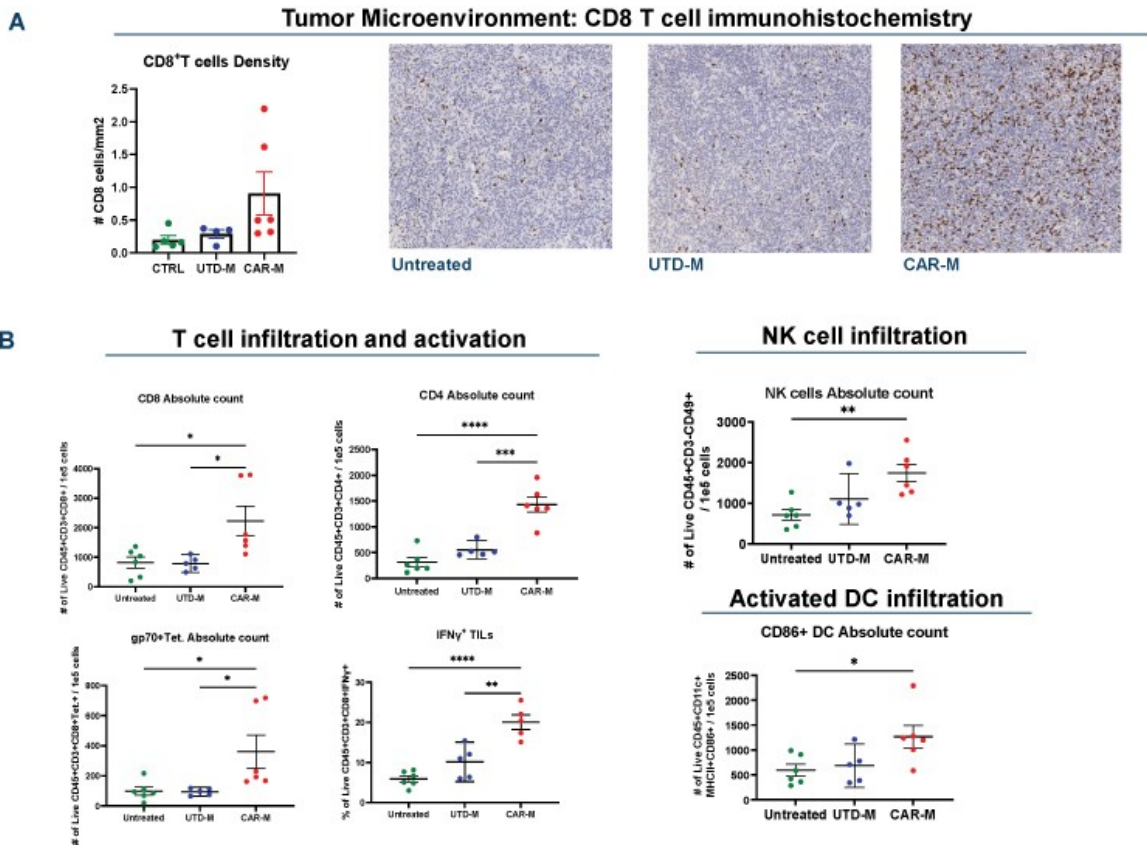 A
Tumor Microenvironment: CD8 T cell immunohistochemistry
CD8⁺T cells Density
# CD8 cells/mm2
2.5
2.0
1.5
1.0
0.5
0.0
CTRL UTD-M CAR-M
Untreated
UTD-M
CAR-M
B
T cell infiltration and activation
CD8 Absolute count
# of Live CD45+CD3+CD8+ / 1e5 cells
* 
*
4000
3000
2000
1000
0
Untreated UTD-M CAR-M
CD4 Absolute count
# of Live CD45+CD3+CD4+ / 1e5 cells
****
***
2500
2000
1500
1000
500
0
Untreated UTD-M CAR-M
gp70+Tet. Absolute count
# of Live CD45+CD3+CD8+Tet.+ / 1e5 cells
*
*
800
600
400
200
0
Untreated UTD-M CAR-M
IFNγ⁺ TILs
% of Live CD45+CD3+CD8+IFNγ+
****
**
30
20
10
0
Untreated UTD-M CAR-M
NK cell infiltration
NK cells Absolute count
# of Live CD45+CD3-CD49+
/ 1e5 cells
**
3000
2000
1000
0
Untreated UTD-M CAR-M
Activated DC infiltration
CD86+ DC Absolute count
# of Live CD45+CD11c+
MHCII+CD86+ / 1e5 cells
*
2500
2000
1500
1000
500
0
Untreated UTD-M CAR-M